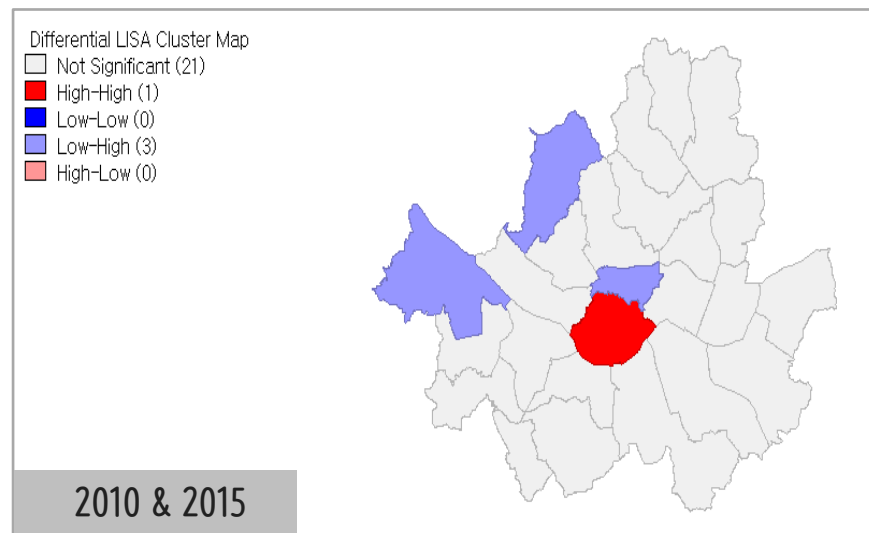 Differential LISA Cluster Map
Not Significant (21)
High-High (1)
Low-Low (0)
Low-High (3)
High-Low (0)
2010 & 2015